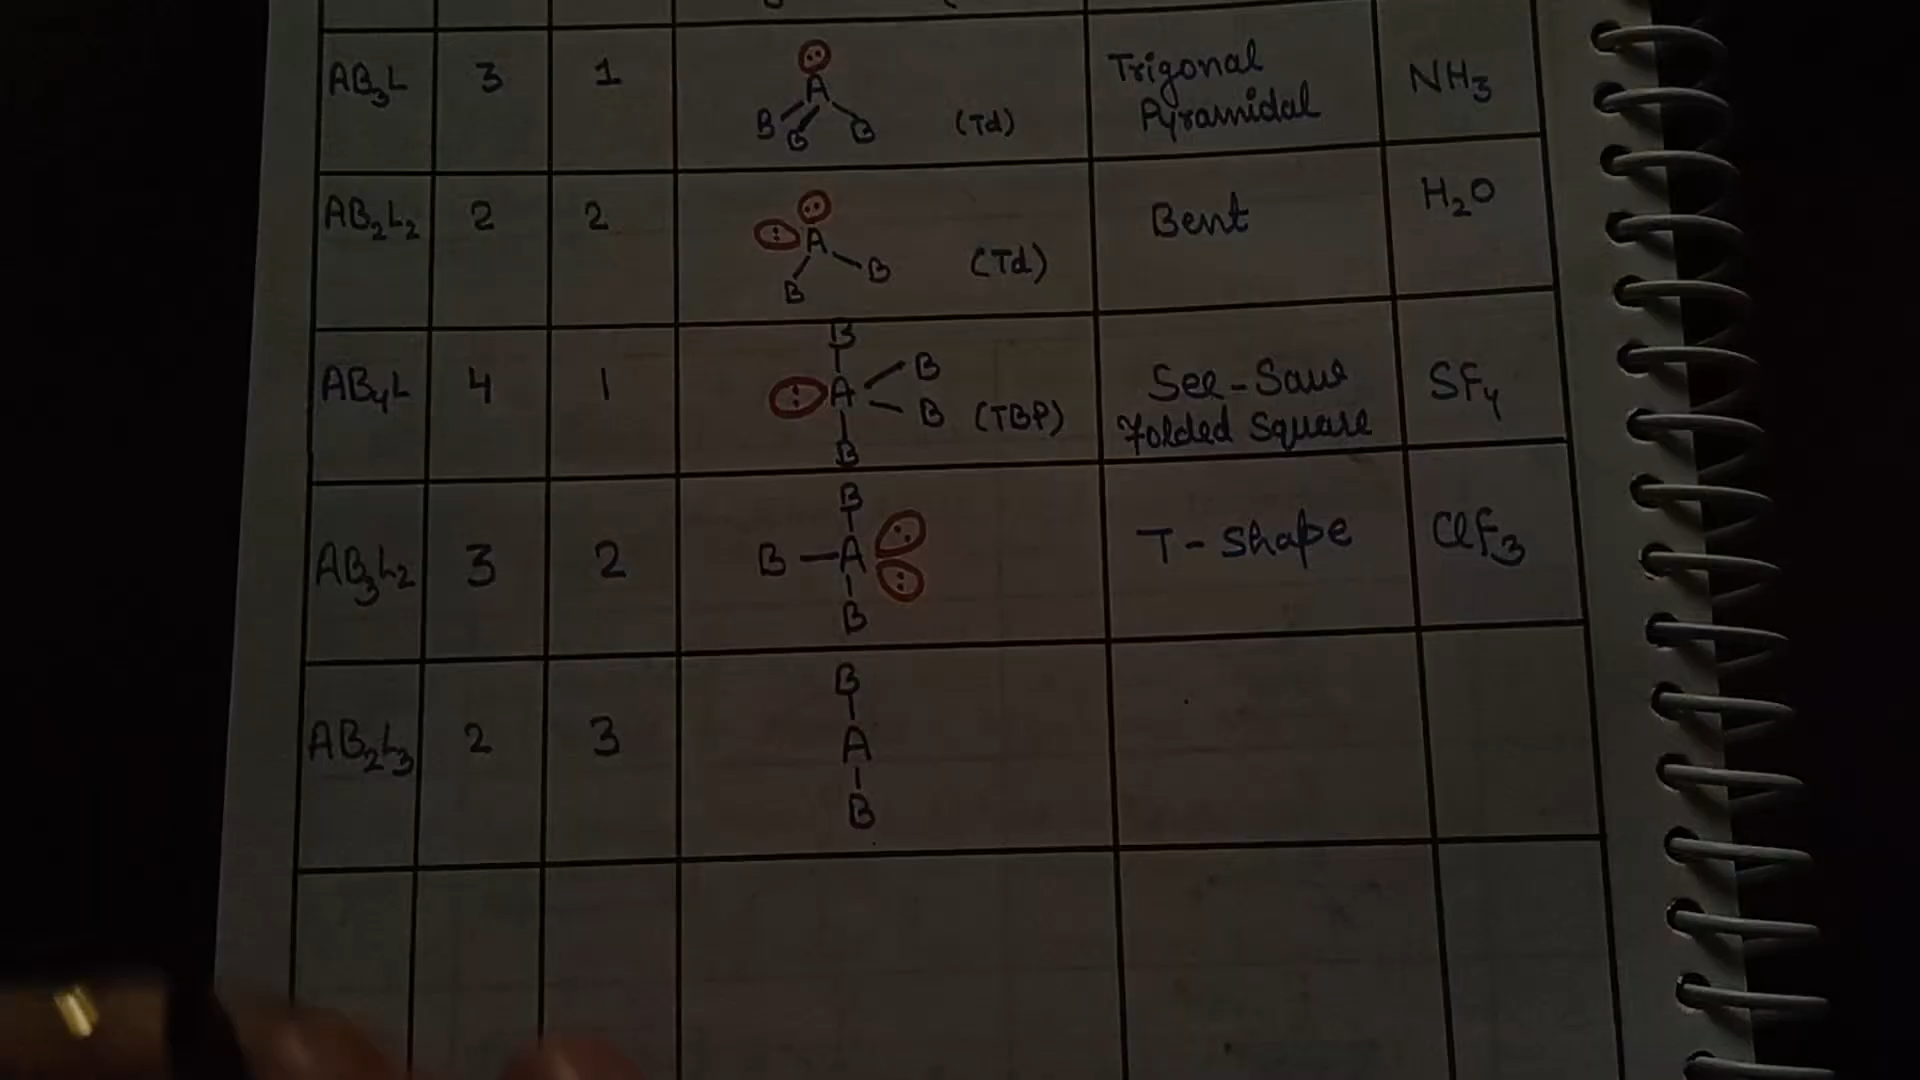 AB3L 3 1 A B B B (Td) Trigonal Pyramidal NH3
AB2L2 2 2 A B B (Td) Bent H2O
AB4L 4 1 B A B B B (TBP) See-Saw Folded Square SF4
AB3L2 3 2 B B A B T-shape ClF3
AB2L3 2 3 B A B